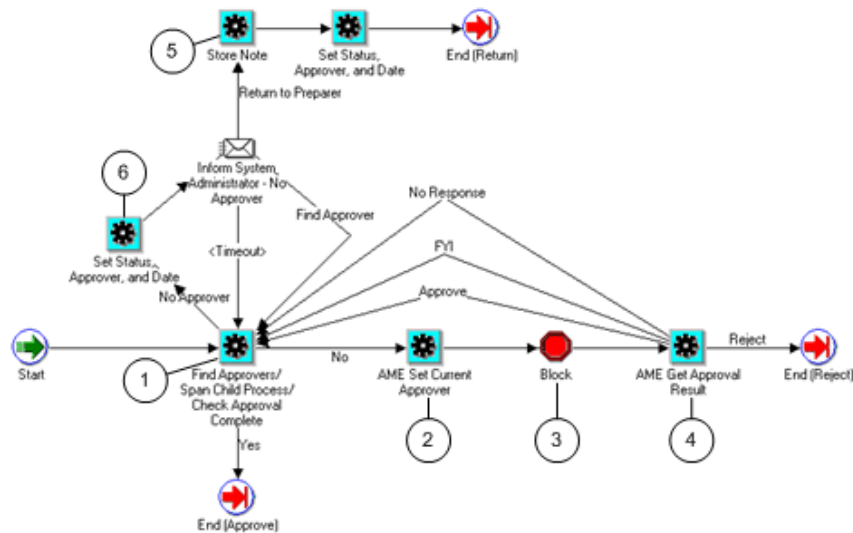 5
Store Note
Set Status,
Approver, and Date
End (Return)
Return to Preparer
6
Inform System
Administrator - No
Approver
No Response
Find Approver
<Timeout>
FYI
Set Status,
Approver, and Date
No Approver
Approve
Start
No
Reject
1
Find Approvers/
Span Child Process/
Check Approval
Complete
AME Set Current
Approver
Block
AME Get Approval
Result
End (Reject)
2
3
4
Yes
End (Approve)